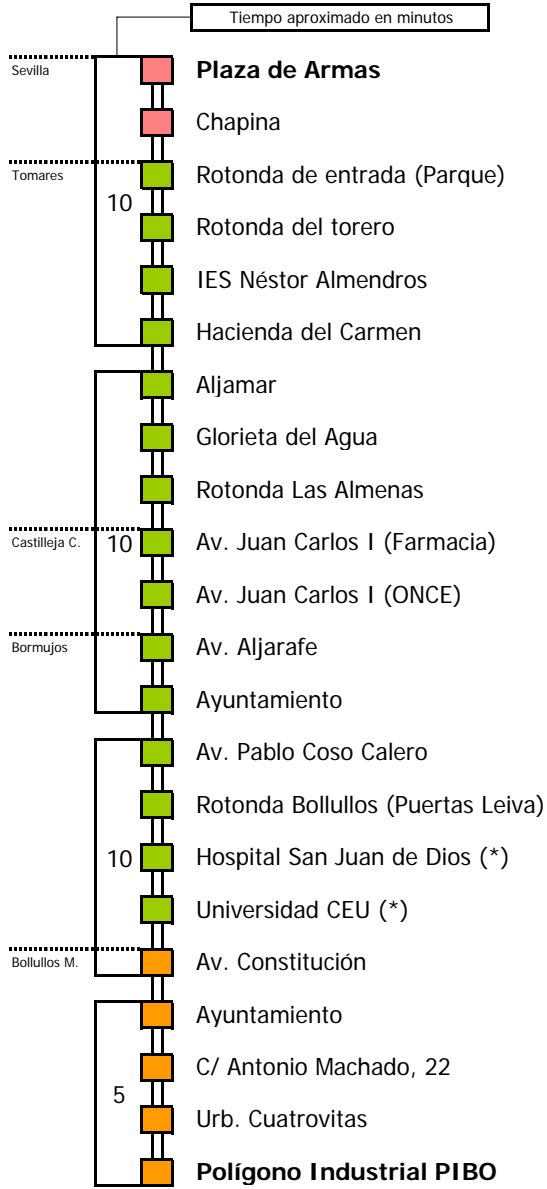 Tiempo aproximado en minutos
Sevilla
Plaza de Armas
Chapina
Tomares
Rotonda de entrada (Parque)
10
Rotonda del torero
IES Néstor Almendros
Hacienda del Carmen
Aljamar
Glorieta del Agua
Rotonda Las Almenas
Castilleja C.
10
Av. Juan Carlos I (Farmacia)
Av. Juan Carlos I (ONCE)
Bormujos
Av. Aljarafe
Ayuntamiento
Av. Pablo Coso Calero
Rotonda Bollullos (Puertas Leiva)
10
Hospital San Juan de Dios (*)
Universidad CEU (*)
Bollullos M.
Av. Constitución
Ayuntamiento
C/ Antonio Machado, 22
5
Urb. Cuatrovitas
Polígono Industrial PIBO